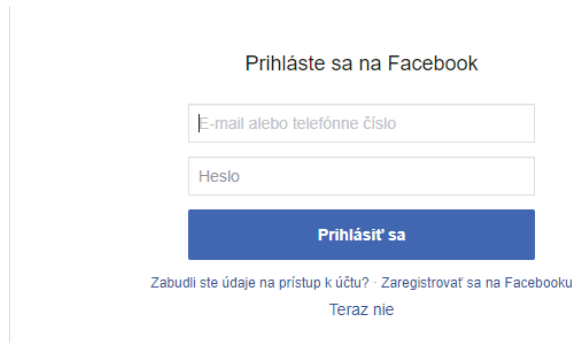 Prihláste sa na Facebook
E-mail alebo telefónne číslo
Heslo
Prihlásiť sa
Zabudli ste údaje na prístup k účtu? · Zaregistrovať sa na Facebooku
Teraz nie